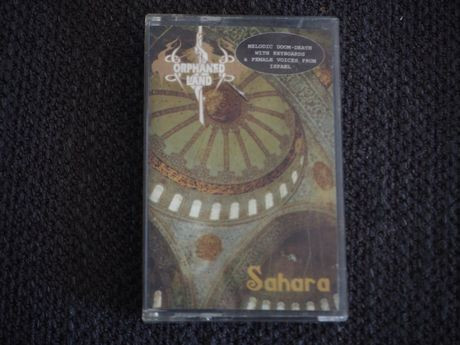 ORPHANED
LAND
MELODIC DOOM-DEATH
WITH KEYBOARDS
& FEMALE VOICES FROM
ISRAEL
Sahara